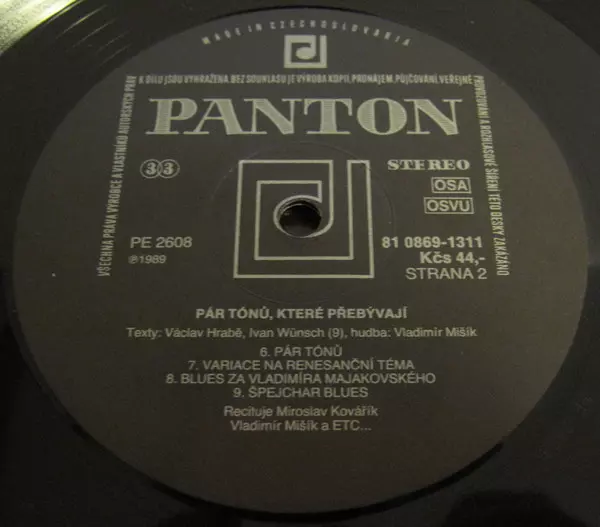 MADE IN CZECHOSLOVAKIA
VŠECHNA PRÁVA VÝROBCE A VLASTNÍKŮ AUTORSKÝCH PRÁV
K DÍLU JSOU VYHRAŽENA. BEZ SOUHLASU JE VÝROBA KOPIÍ, PRONÁJEM, PŮJČOVÁNÍ, VEŘEJNÉ
PROVOZOVÁNÍ A ROZHLASOVÉ ŠÍŘENÍ TÉTO DESKY ZAKÁZÁNO
PANTON
33
STEREO
OSA
OSVU
PE 2608
81 0869-1311
℗1989
Kčs 44,-
STRANA 2
PÁR TÓNŮ, KTERÉ PŘEBÝVAJÍ
Texty: Václav Hrabě, Ivan Wünsch (9), hudba: Vladimír Mišík
6. PÁR TÓNŮ
7. VARIACE NA RENESANČNÍ TÉMA
8. BLUES ZA VLADIMÍRA MAJAKOVSKÉHO
9. ŠPEJCHAR BLUES
Recituje Miroslav Kovářík
Vladimír Mišík a ETC...